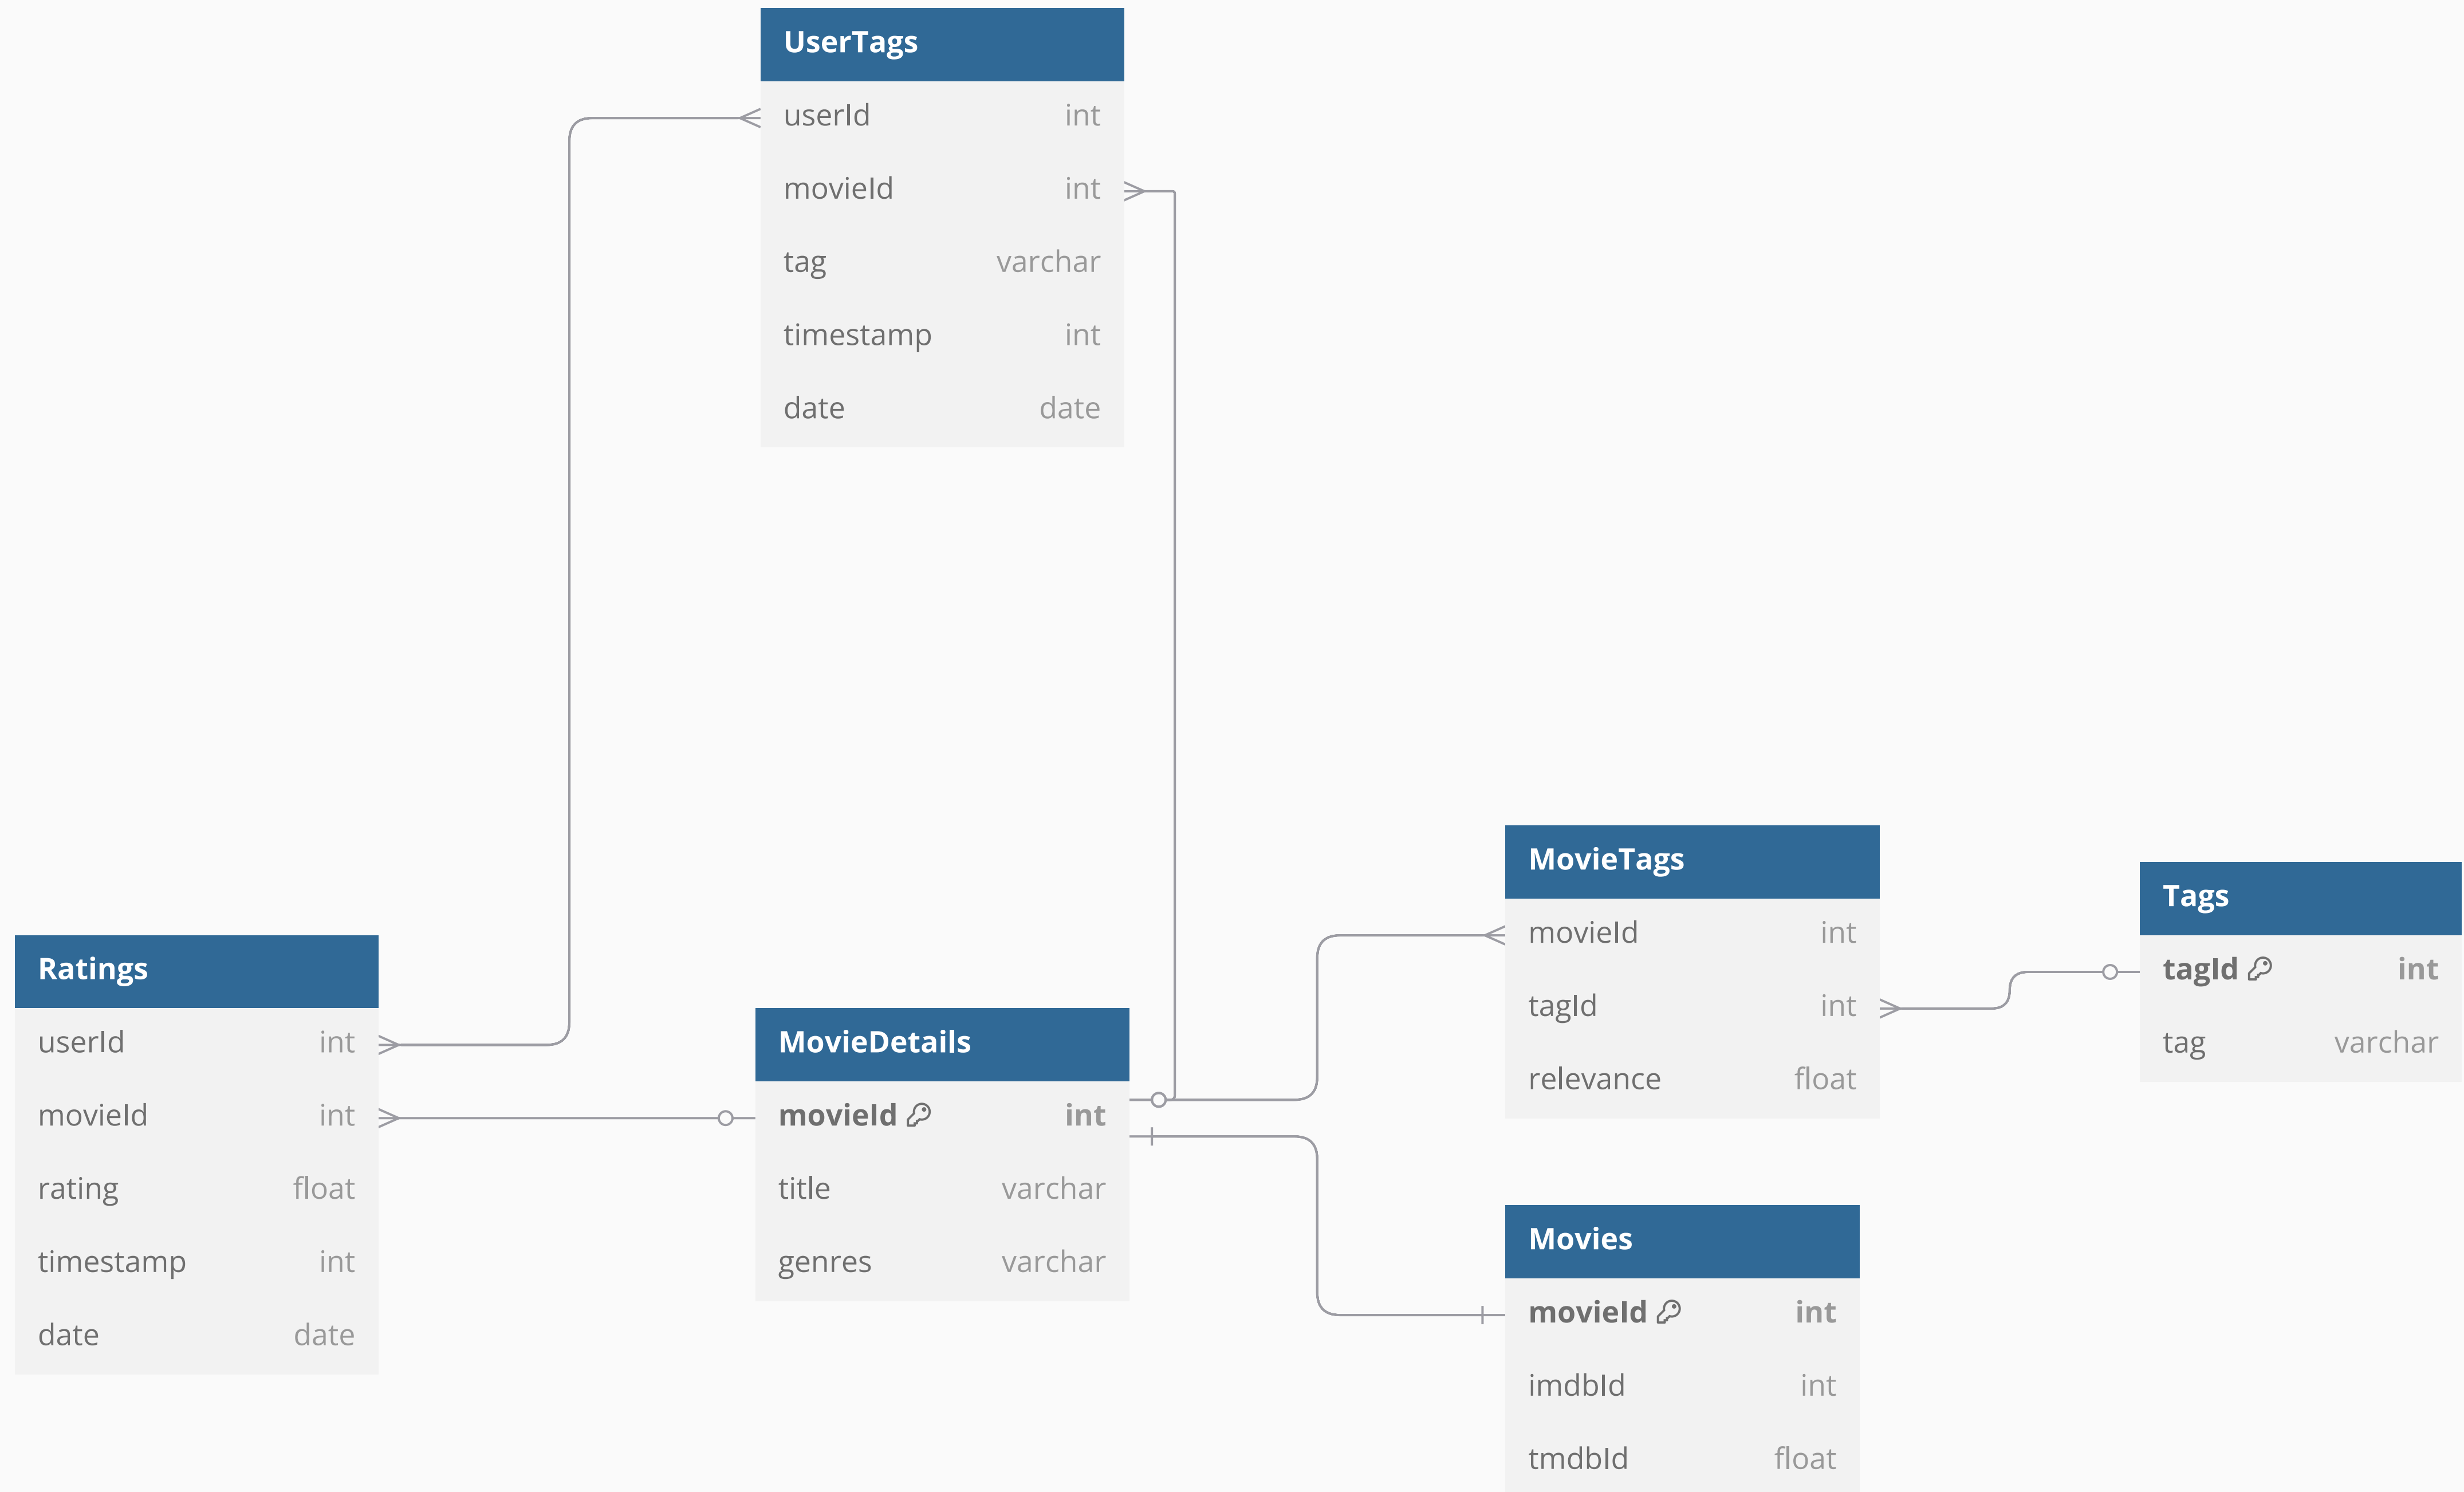 UserTags
userId int
movieId int
tag varchar
timestamp int
date date
Ratings
userId int
movieId int
rating float
timestamp int
date date
MovieDetails
movieId int
title varchar
genres varchar
MovieTags
movieId int
tagId int
relevance float
Tags
tagId int
tag varchar
Movies
movieId int
imdbId int
tmdbId float